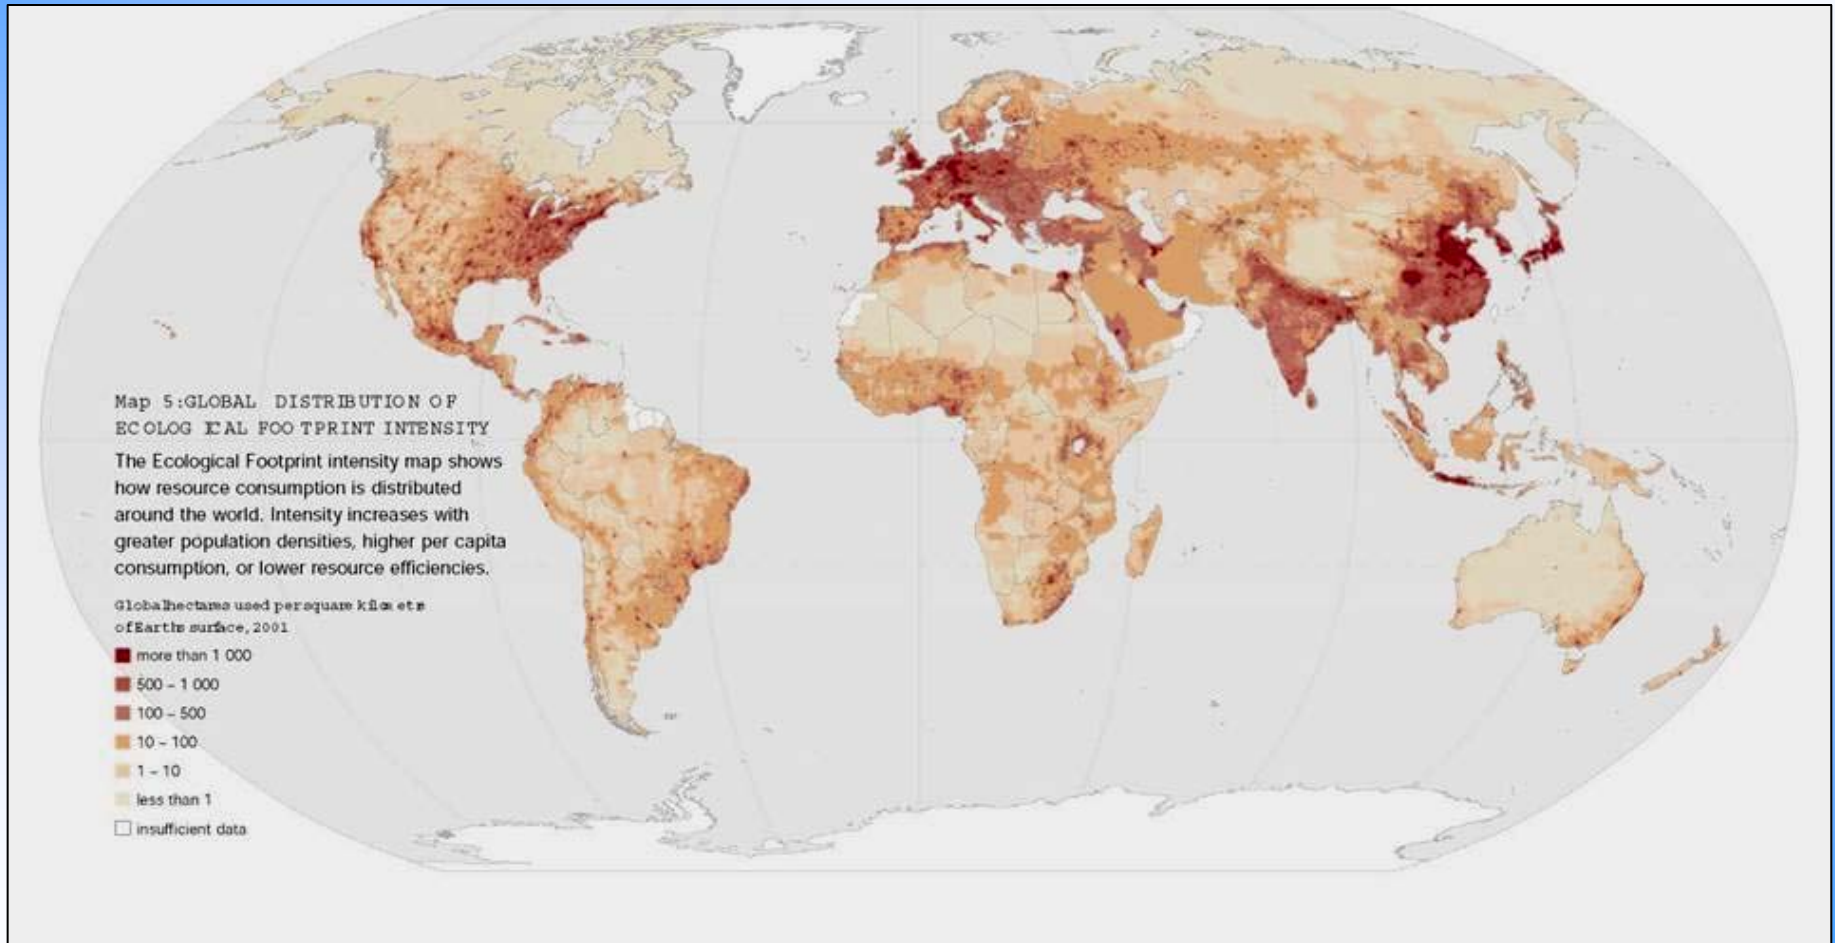 Map 5:GLOBAL DISTRIBUTION OF
ECOLOGICAL FOOTPRINT INTENSITY
The Ecological Footprint intensity map shows
how resource consumption is distributed
around the world. Intensity increases with
greater population densities, higher per capita
consumption, or lower resource efficiencies.
Global hectares used per square kilometre
of Earth's surface, 2001
more than 1 000
500 – 1 000
100 – 500
10 – 100
1 – 10
less than 1
insufficient data